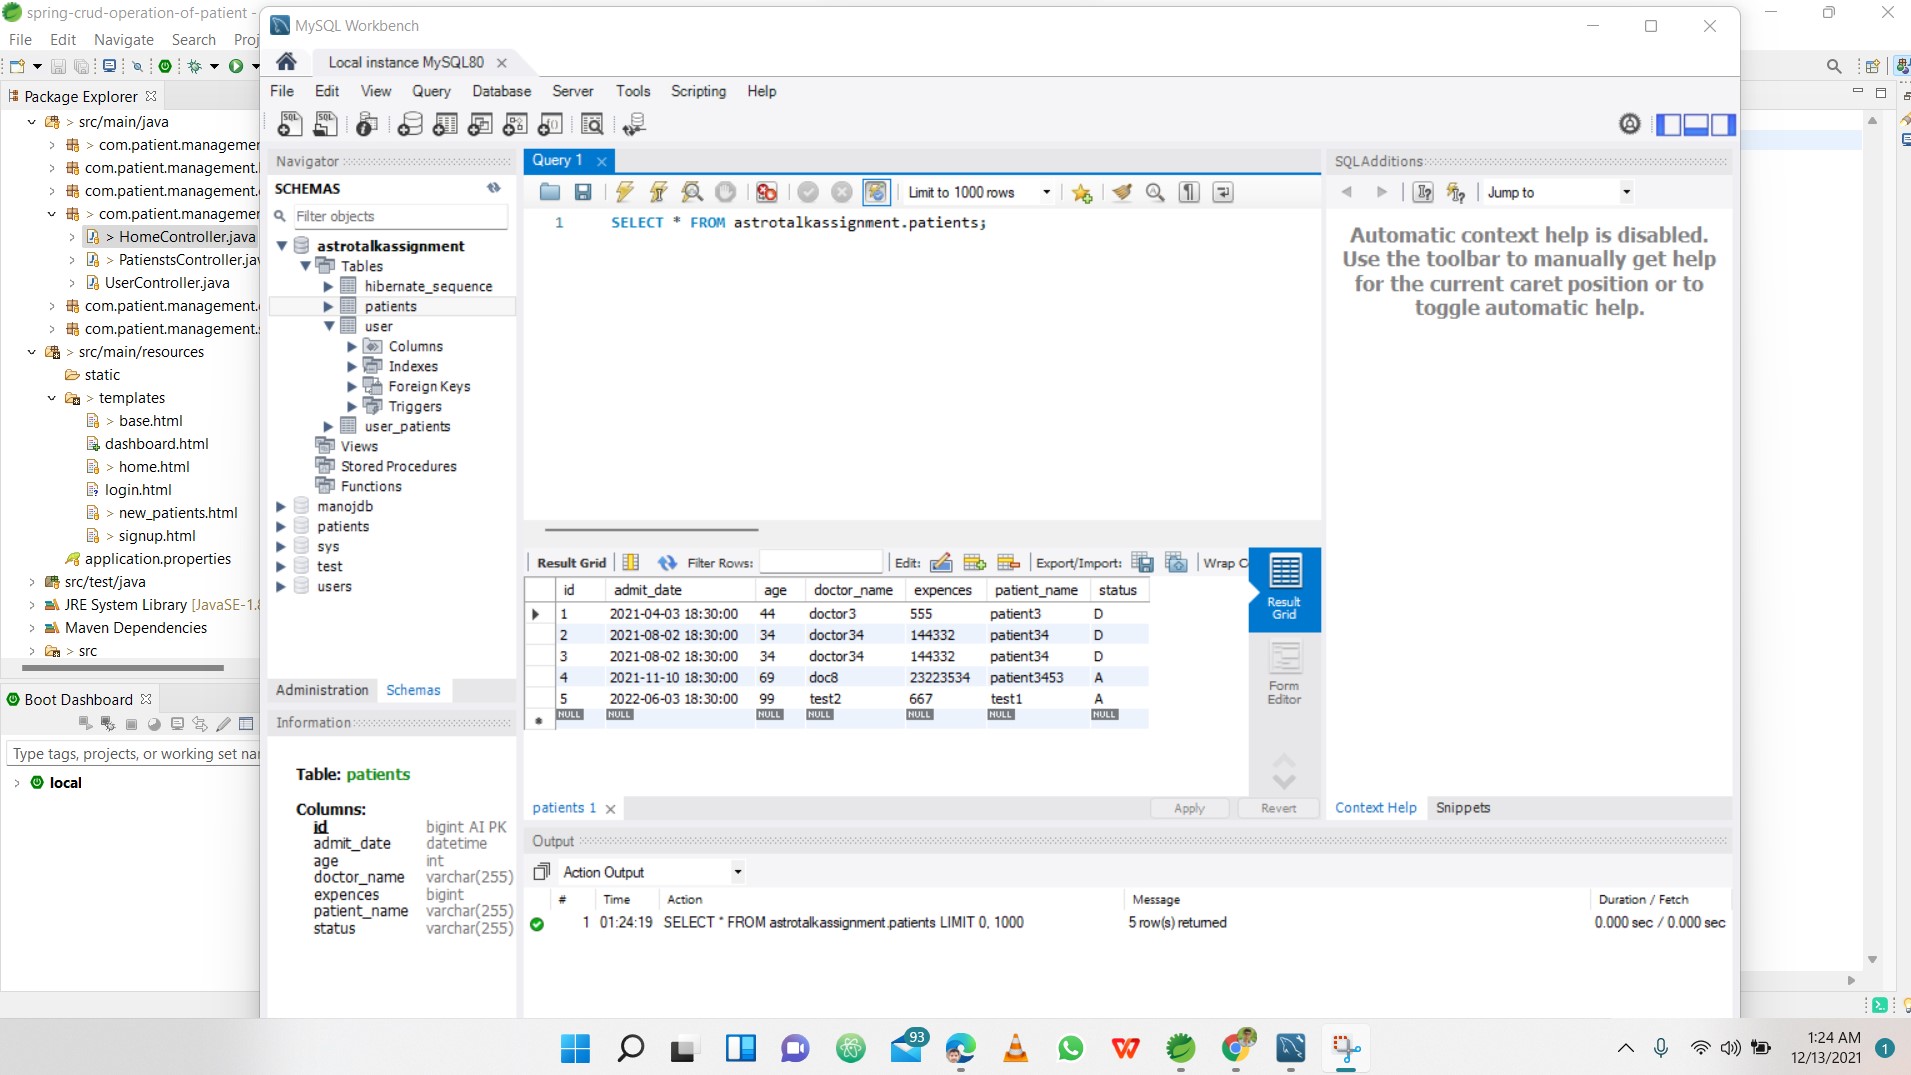 spring-crud-operation-of-patient -
File Edit Navigate Search Proj
Package Explorer
> src/main/java
> com.patient.managemer
com.patient.management.
com.patient.management.
> com.patient.managemer
> HomeController.java
> PatienstsController.jav
UserController.java
com.patient.management.
com.patient.management.
> src/main/resources
static
> templates
> base.html
dashboard.html
> home.html
login.html
> new_patients.html
> signup.html
application.properties
src/test/java
JRE System Library [JavaSE-1.8
Maven Dependencies
> src
Boot Dashboard
Type tags, projects, or working set nar
local
MySQL Workbench
Local instance MySQL80
File Edit View Query Database Server Tools Scripting Help
Navigator
SCHEMAS
Filter objects
astrotalkassignment
Tables
hibernate_sequence
patients
user
Columns
Indexes
Foreign Keys
Triggers
user_patients
Views
Stored Procedures
Functions
manojdb
patients
sys
test
users
Administration Schemas
Information
Table: patients
Columns:
id bigint AI PK
admit_date datetime
age int
doctor_name varchar(255)
expences bigint
patient_name varchar(255)
status varchar(255)
Query 1
Limit to 1000 rows
1 SELECT * FROM astrotalkassignment.patients;
Result Grid Filter Rows: Edit: Export/Import: Wrap C
id admit_date age doctor_name expences patient_name status
1 2021-04-03 18:30:00 44 doctor3 555 patient3 D
2 2021-08-02 18:30:00 34 doctor34 144332 patient34 D
3 2021-08-02 18:30:00 34 doctor34 144332 patient34 D
4 2021-11-10 18:30:00 69 doc8 23223534 patient3453 A
5 2022-06-03 18:30:00 99 test2 667 test1 A
NULL NULL NULL NULL NULL NULL NULL
Result
Grid
Form
Editor
patients 1
Apply Revert
SQLAdditions
Jump to
Automatic context help is disabled.
Use the toolbar to manually get help
for the current caret position or to
toggle automatic help.
Context Help Snippets
Output
Action Output
# Time Action Message Duration / Fetch
1 01:24:19 SELECT * FROM astrotalkassignment.patients LIMIT 0, 1000 5 row(s) returned 0.000 sec / 0.000 sec
93
1:24 AM
12/13/2021
1